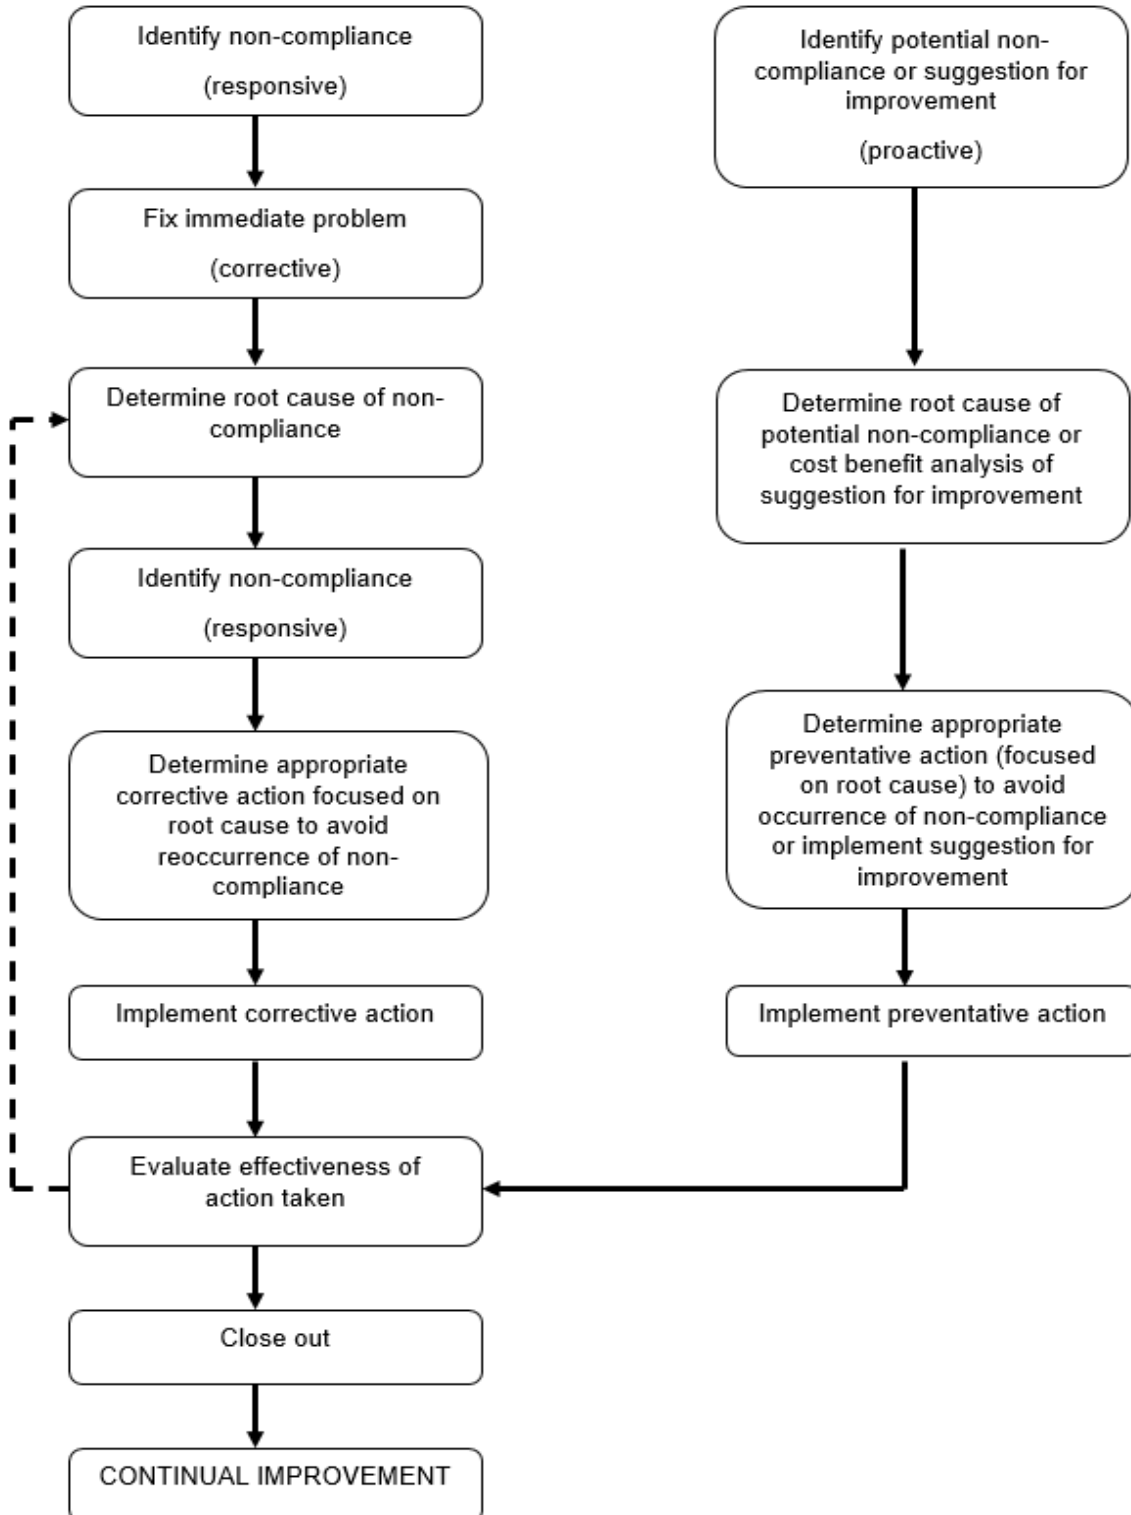 Identify non-compliance
(responsive)
Fix immediate problem
(corrective)
Determine root cause of non-
compliance
Identify non-compliance
(responsive)
Determine appropriate
corrective action focused on
root cause to avoid
reoccurrence of non-
compliance
Implement corrective action
Evaluate effectiveness of
action taken
Close out
CONTINUAL IMPROVEMENT
Identify potential non-
compliance or suggestion for
improvement
(proactive)
Determine root cause of
potential non-compliance or
cost benefit analysis of
suggestion for improvement
Determine appropriate
preventative action (focused
on root cause) to avoid
occurrence of non-compliance
or implement suggestion for
improvement
Implement preventative action